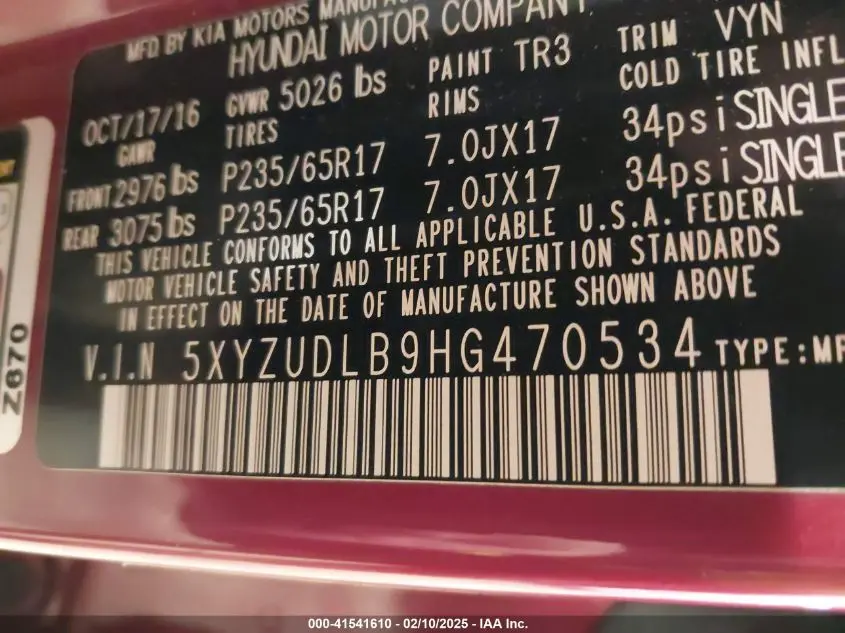 MFD BY KIA MOTORS MANUFAC
HYUNDAI MOTOR COMPANY
OCT/17/16 GVWR 5026 lbs PAINT TR3 TRIM VYN
GAWR TIRES RIMS COLD TIRE INFL
FRONT 2976 lbs P235/65R17 7.0JX17 34psi SINGLE
REAR 3075 lbs P235/65R17 7.0JX17 34psi SINGLE
THIS VEHICLE CONFORMS TO ALL APPLICABLE U.S.A. FEDERAL
MOTOR VEHICLE SAFETY AND THEFT PREVENTION STANDARDS
IN EFFECT ON THE DATE OF MANUFACTURE SHOWN ABOVE
V.I.N 5XYZUDLB9HG470534 TYPE:MP
Z670
000-41541610 - 02/10/2025 - IAA Inc.